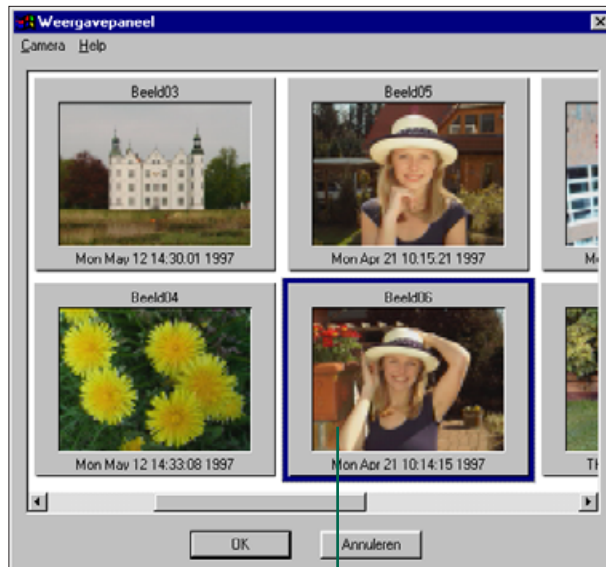 Weergavepaneel
Camera Help
Beeld03
Mon May 12 14:30.01 1997
Beeld05
Mon Apr 21 10.15:21 1997
Beeld04
Mon May 12 14:33:08 1997
Beeld06
Mon Apr 21 10:14:15 1997
OK
Annuleren